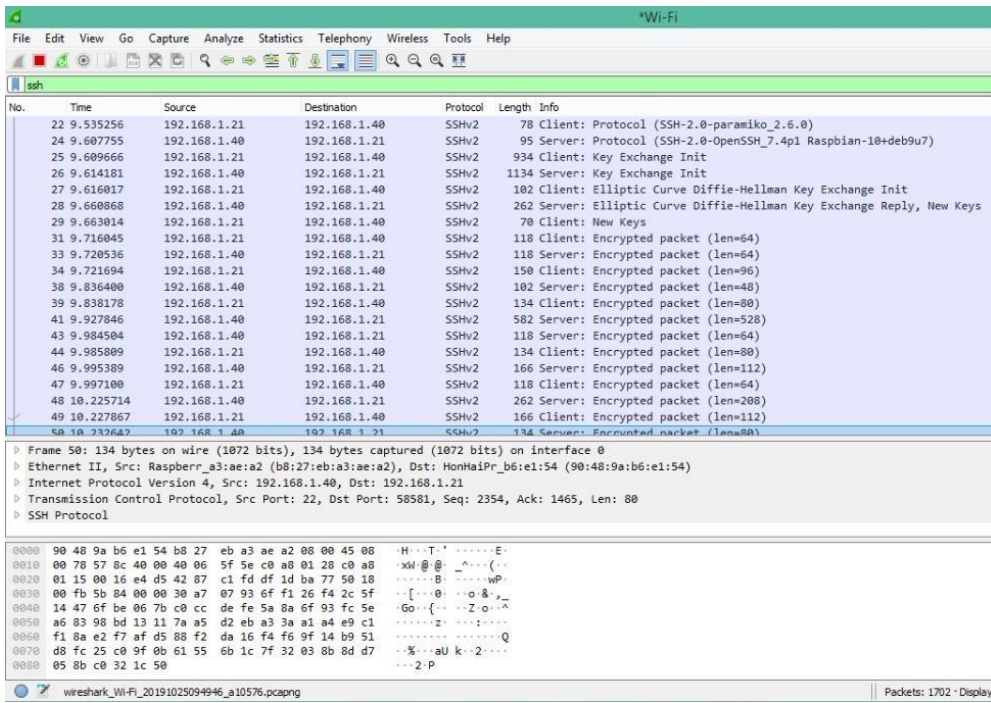 *Wi-Fi
File Edit View Go Capture Analyze Statistics Telephony Wireless Tools Help
ssh
No. Time Source Destination Protocol Length Info
22 9.535256 192.168.1.21 192.168.1.40 SSHv2 78 Client: Protocol (SSH-2.0-paramiko_2.6.0)
24 9.607755 192.168.1.40 192.168.1.21 SSHv2 95 Server: Protocol (SSH-2.0-OpenSSH_7.4p1 Raspbian-10+deb9u7)
25 9.609666 192.168.1.21 192.168.1.40 SSHv2 934 Client: Key Exchange Init
26 9.614181 192.168.1.40 192.168.1.21 SSHv2 1134 Server: Key Exchange Init
27 9.616017 192.168.1.21 192.168.1.40 SSHv2 102 Client: Elliptic Curve Diffie-Hellman Key Exchange Init
28 9.660868 192.168.1.40 192.168.1.21 SSHv2 262 Server: Elliptic Curve Diffie-Hellman Key Exchange Reply, New Keys
29 9.663014 192.168.1.21 192.168.1.40 SSHv2 70 Client: New Keys
31 9.716045 192.168.1.21 192.168.1.40 SSHv2 118 Client: Encrypted packet (len=64)
33 9.720536 192.168.1.40 192.168.1.21 SSHv2 118 Server: Encrypted packet (len=64)
34 9.721694 192.168.1.21 192.168.1.40 SSHv2 150 Client: Encrypted packet (len=96)
38 9.836400 192.168.1.40 192.168.1.21 SSHv2 102 Server: Encrypted packet (len=48)
39 9.838178 192.168.1.21 192.168.1.40 SSHv2 134 Client: Encrypted packet (len=80)
41 9.927846 192.168.1.40 192.168.1.21 SSHv2 582 Server: Encrypted packet (len=528)
43 9.984504 192.168.1.40 192.168.1.21 SSHv2 118 Server: Encrypted packet (len=64)
44 9.985809 192.168.1.21 192.168.1.40 SSHv2 134 Client: Encrypted packet (len=80)
46 9.995389 192.168.1.40 192.168.1.21 SSHv2 166 Server: Encrypted packet (len=112)
47 9.997100 192.168.1.21 192.168.1.40 SSHv2 118 Client: Encrypted packet (len=64)
48 10.225714 192.168.1.40 192.168.1.21 SSHv2 262 Server: Encrypted packet (len=208)
49 10.227867 192.168.1.21 192.168.1.40 SSHv2 166 Client: Encrypted packet (len=112)
50 10.232642 192.168.1.40 192.168.1.21 SSHv2 134 Server: Encrypted packet (len=80)
Frame 50: 134 bytes on wire (1072 bits), 134 bytes captured (1072 bits) on interface 0
Ethernet II, Src: Raspberr_a3:ae:a2 (b8:27:eb:a3:ae:a2), Dst: HonHaiPr_b6:e1:54 (90:48:9a:b6:e1:54)
Internet Protocol Version 4, Src: 192.168.1.40, Dst: 192.168.1.21
Transmission Control Protocol, Src Port: 22, Dst Port: 58581, Seq: 2354, Ack: 1465, Len: 80
SSH Protocol
0000 90 48 9a b6 e1 54 b8 27 eb a3 ae a2 08 00 45 08 ·H···T·' ······E·
0010 00 78 57 8c 40 00 40 06 5f 5e c0 a8 01 28 c0 a8 ·xW·@·@· _^···(··
0020 01 15 00 16 e4 d5 42 87 c1 fd df 1d ba 77 50 18 ······B· ·····wP·
0030 00 fb 5b 84 00 00 30 a7 07 93 6f f1 26 f4 2c 5f ··[···0· ··o·&·,_
0040 14 47 6f be 06 7b c0 cc de fe 5a 8a 6f 93 fc 5e ·Go··{·· ··Z·o··^
0050 a6 83 98 bd 13 11 7a a5 d2 eb a3 3a a1 a4 e9 c1 ······z· ···:····
0060 f1 8a e2 f7 af d5 88 f2 da 16 f4 f6 9f 14 b9 51 ········ ·······Q
0070 d8 fc 25 c0 9f 0b 61 55 6b 1c 7f 32 03 8b 8d d7 ··%···aU k··2····
0080 05 8b c0 32 1c 50 ···2·P
wireshark_Wi-Fi_20191025094946_a10576.pcapng Packets: 1702 · Display